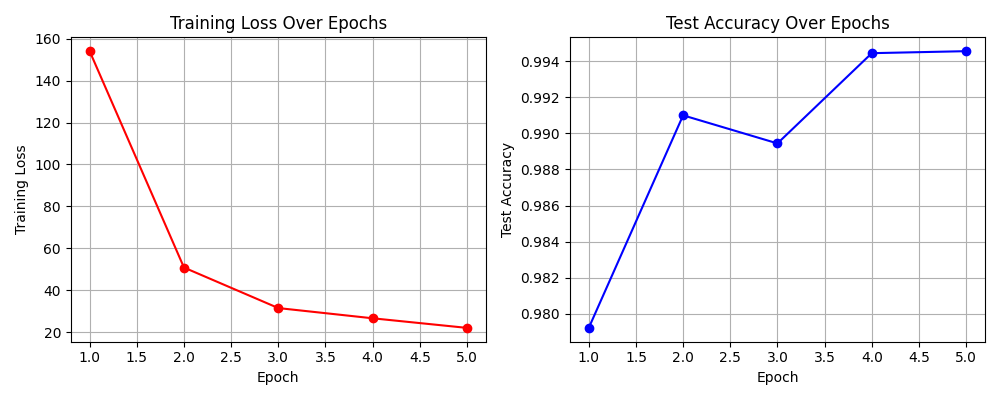 Training Loss Over Epochs
160
140
120
100
80
60
40
20
Training Loss
1.0 1.5 2.0 2.5 3.0 3.5 4.0 4.5 5.0
Epoch
Test Accuracy Over Epochs
0.994
0.992
0.990
0.988
0.986
0.984
0.982
0.980
Test Accuracy
1.0 1.5 2.0 2.5 3.0 3.5 4.0 4.5 5.0
Epoch